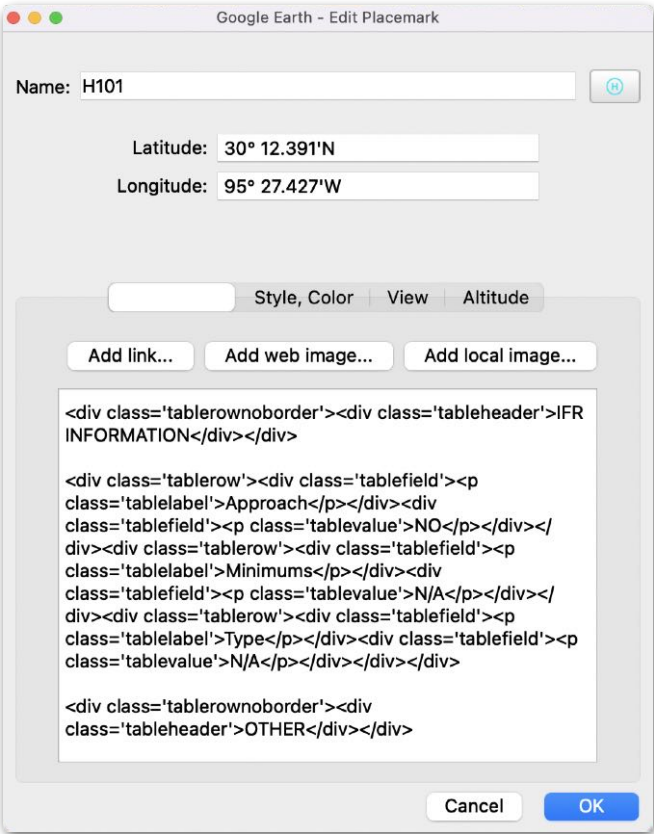 Google Earth - Edit Placemark
Name: H101
H
Latitude: 30° 12.391'N
Longitude: 95° 27.427'W
Style, Color View Altitude
Add link... Add web image... Add local image...
<div class='tablerownoborder'><div class='tableheader'>IFR
INFORMATION</div></div>
<div class='tablerow'><div class='tablefield'><p
class='tablelabel'>Approach</p></div><div
class='tablefield'><p class='tablevalue'>NO</p></div></
div><div class='tablerow'><div class='tablefield'><p
class='tablelabel'>Minimums</p></div><div
class='tablefield'><p class='tablevalue'>N/A</p></div></
div><div class='tablerow'><div class='tablefield'><p
class='tablelabel'>Type</p></div><div class='tablefield'><p
class='tablevalue'>N/A</p></div></div></div>
<div class='tablerownoborder'><div
class='tableheader'>OTHER</div></div>
Cancel OK